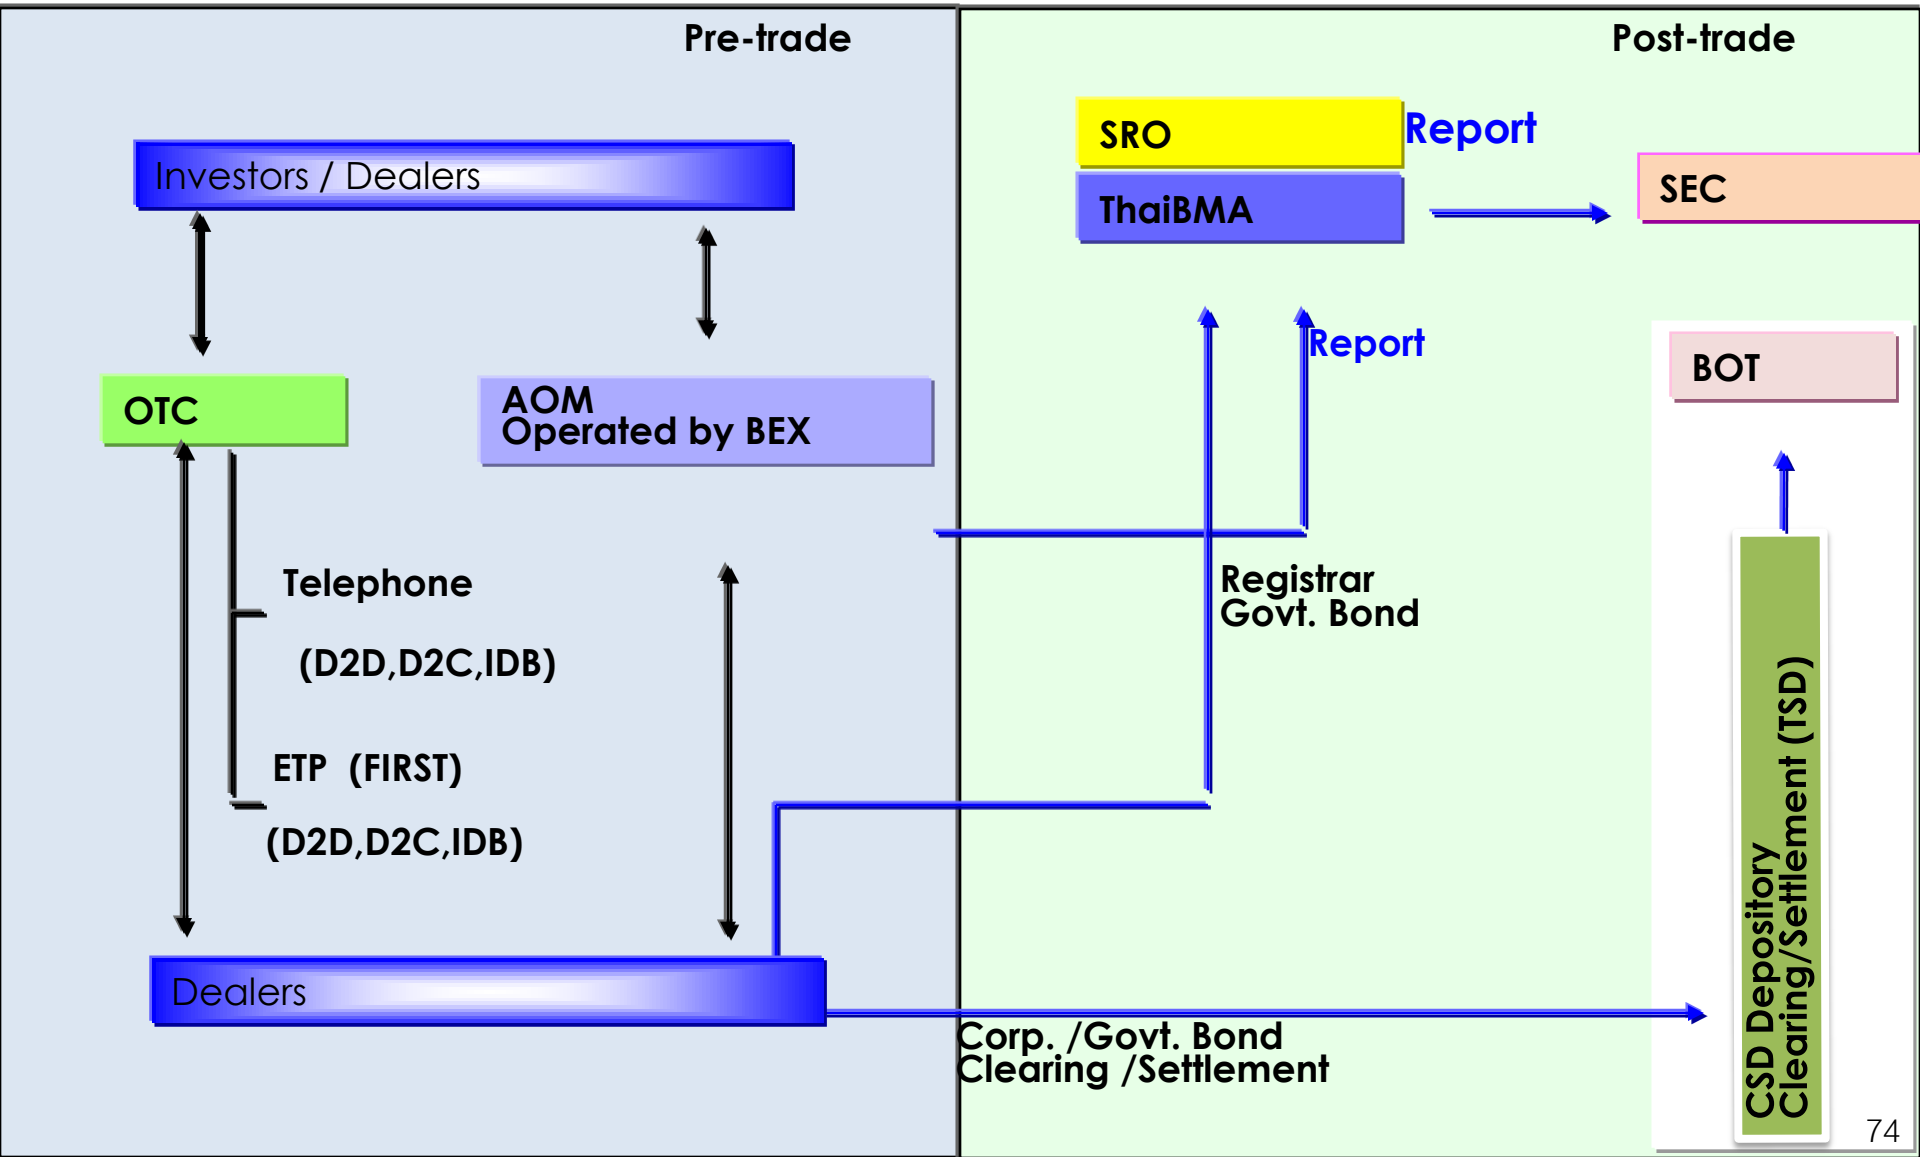 Pre-trade
Investors / Dealers
OTC
AOM
Operated by BEX
Telephone
(D2D,D2C,IDB)
ETP (FIRST)
(D2D,D2C,IDB)
Dealers
Post-trade
SRO
Report
ThaiBMA
SEC
Report
BOT
Registrar
Govt. Bond
Corp. /Govt. Bond
Clearing /Settlement
CSD Depository
Clearing/Settlement (TSD)
74